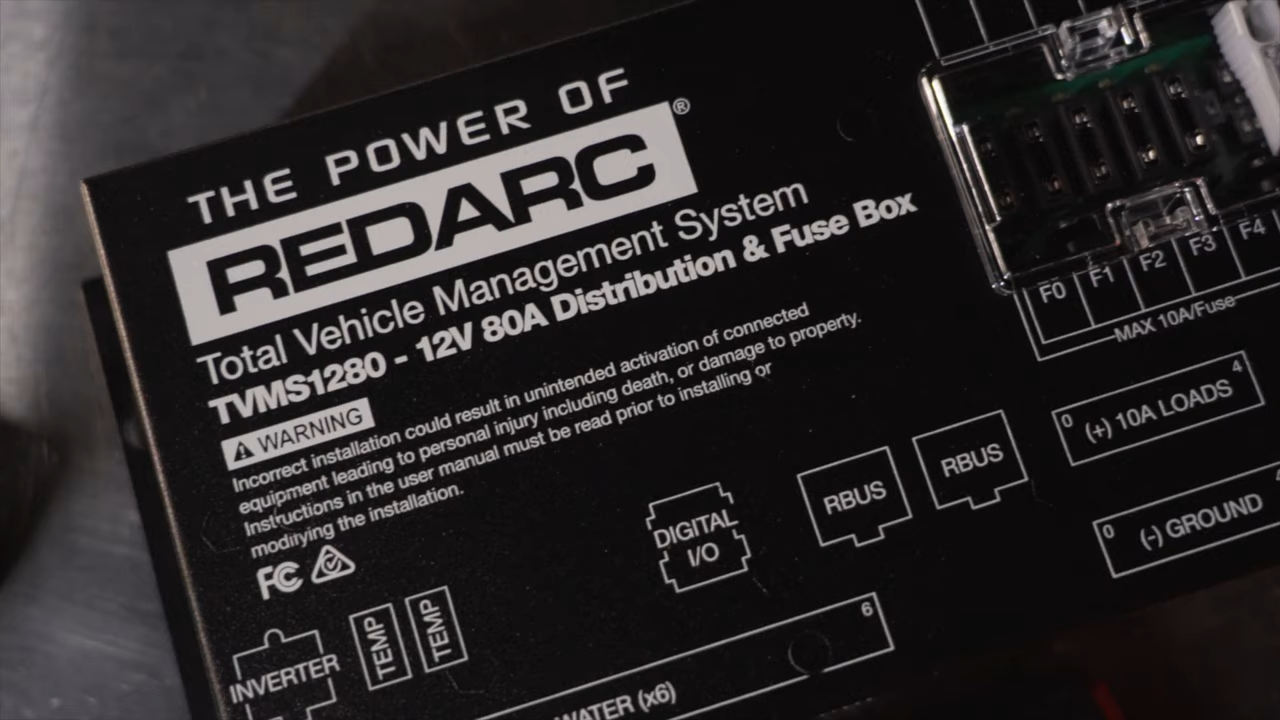 THE POWER OF
REDARC®
Total Vehicle Management System
TVMS1280 - 12V 80A Distribution & Fuse Box
WARNING
Incorrect installation could result in unintended activation of connected
equipment leading to personal injury including death, or damage to property.
Instructions in the user manual must be read prior to installing or
modifying the installation.
FC
F0 F1 F2 F3 F4
MAX 10A/Fuse
0 (+) 10A LOADS 4
0 (-) GROUND 4
DIGITAL
I/O
RBUS
RBUS
INVERTER
TEMP
TEMP
6
WATER (x6)